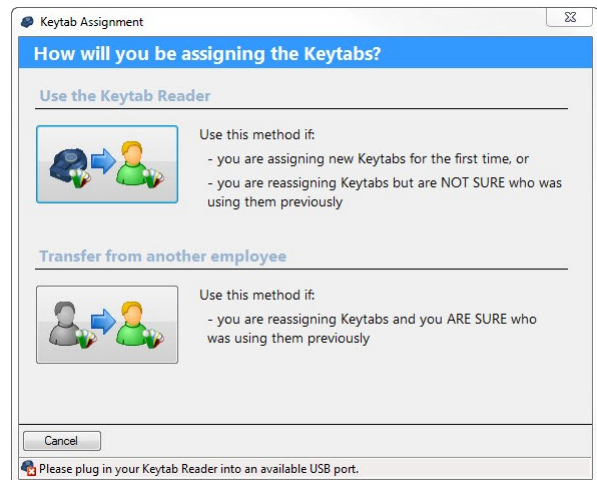 Keytab Assignment
How will you be assigning the Keytabs?
Use the Keytab Reader
Use this method if:
- you are assigning new Keytabs for the first time, or
- you are reassigning Keytabs but are NOT SURE who was
using them previously
Transfer from another employee
Use this method if:
- you are reassigning Keytabs and you ARE SURE who
was using them previously
Cancel
Please plug in your Keytab Reader into an available USB port.